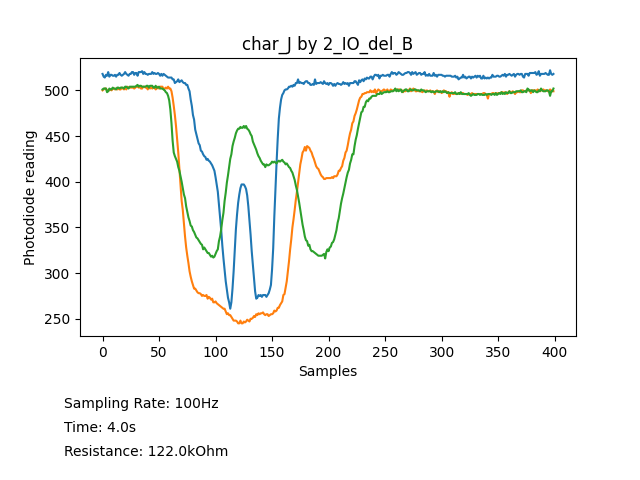 char_J by 2_IO_del_B
Photodiode reading
500
450
400
350
300
250
0 50 100 150 200 250 300 350 400
Samples
Sampling Rate: 100Hz
Time: 4.0s
Resistance: 122.0kOhm